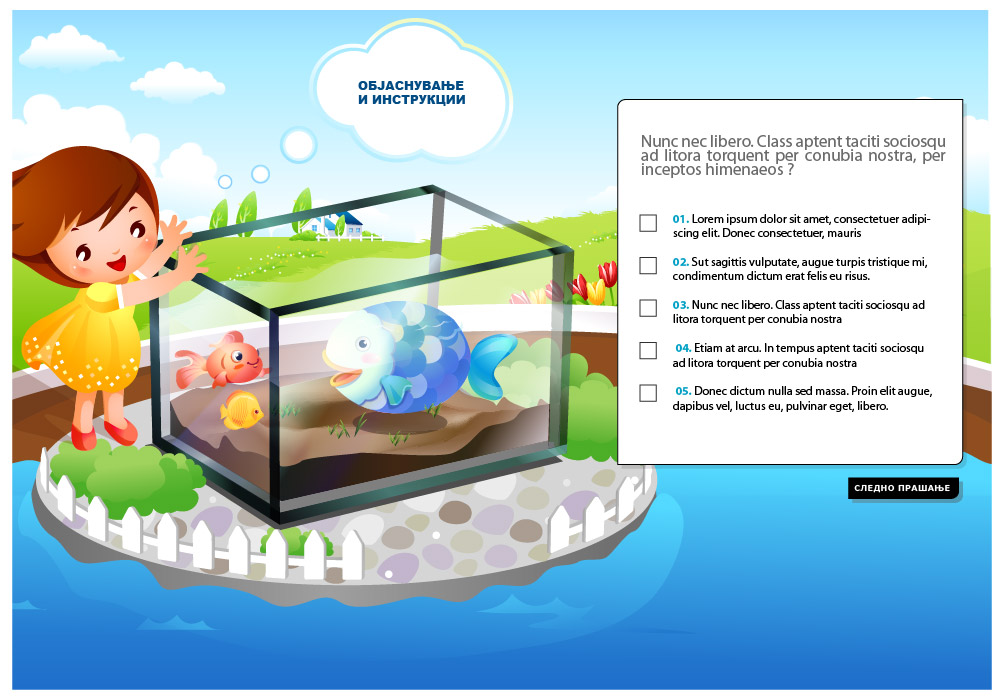 ОБЈАСНУВАЊЕ
И ИНСТРУКЦИИ
Nunc nec libero. Class aptent taciti sociosqu
ad litora torquent per conubia nostra, per
inceptos himenaeos ?
01. Lorem ipsum dolor sit amet, consectetuer adipi-
scing elit. Donec consectetuer, mauris
02. Sut sagittis vulputate, augue turpis tristique mi,
condimentum dictum erat felis eu risus.
03. Nunc nec libero. Class aptent taciti sociosqu ad
litora torquent per conubia nostra
04. Etiam at arcu. In tempus aptent taciti sociosqu
ad litora torquent per conubia nostra
05. Donec dictum nulla sed massa. Proin elit augue,
dapibus vel, luctus eu, pulvinar eget, libero.
СЛЕДНО ПРАШАЊЕ